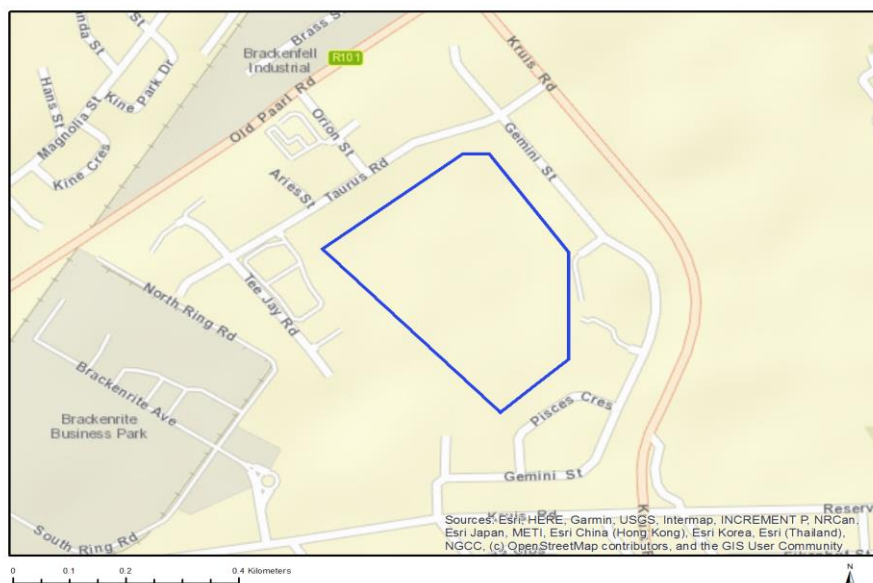 Brass St
Brackenfell
Industrial
R101
Kruis Rd
Hans St
Kine Park Dr
Magnolia St
Kine Cres
Old Paarl Rd
Orion St
Gemini St
Taurus Rd
Aries St
Tee Jay Rd
North Ring Rd
Brackenrite Ave
Brackenrite
Business Park
Pisces Cres
Gemini St
South Ring Rd
Kruis Rd
Reserv
Sources: Esri, HERE, Garmin, USGS, Intermap, INCREMENT P, NRCan,
Esri Japan, METI, Esri China (Hong Kong), Esri Korea, Esri (Thailand),
NGCC, (c) OpenStreetMap contributors, and the GIS User Community
0 0.1 0.2 0.4 Kilometers
N